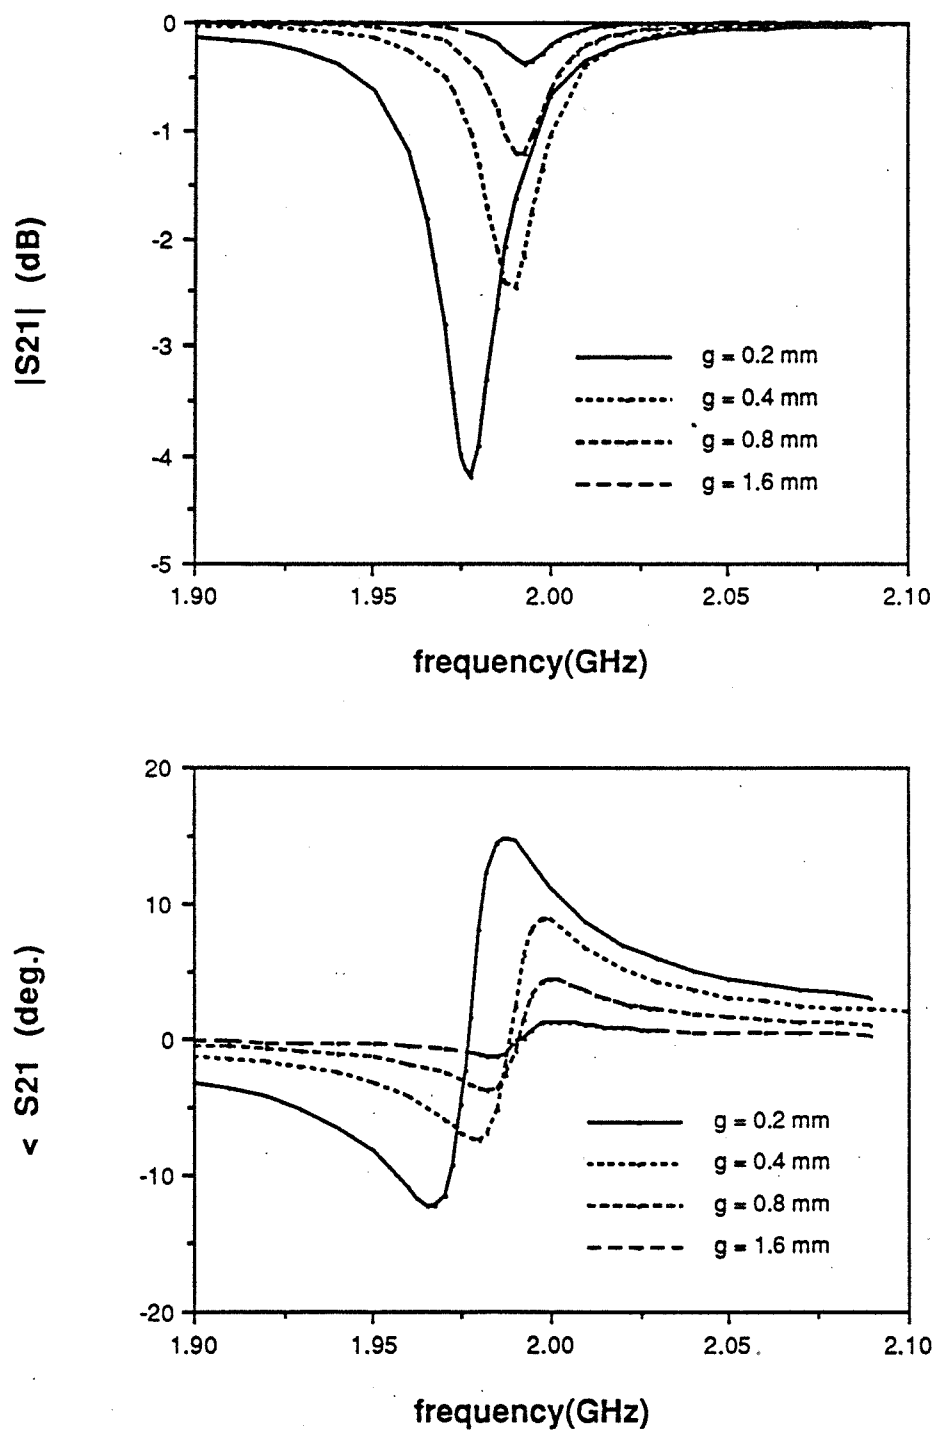 0
-1
-2
-3
-4
-5
|S21| (dB)
g = 0.2 mm
g = 0.4 mm
g = 0.8 mm
g = 1.6 mm
1.90
1.95
2.00
2.05
2.10
frequency(GHz)
20
10
0
-10
-20
< S21 (deg.)
g = 0.2 mm
g = 0.4 mm
g = 0.8 mm
g = 1.6 mm
1.90
1.95
2.00
2.05
2.10
frequency(GHz)